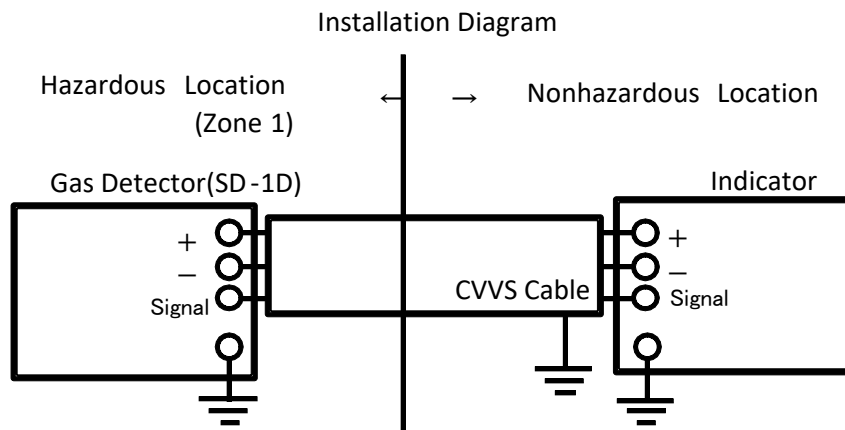 Installation Diagram
Hazardous Location
(Zone 1)
← →
Nonhazardous Location
Gas Detector(SD-1D)
Indicator
+
−
Signal
CVVS Cable
+
−
Signal